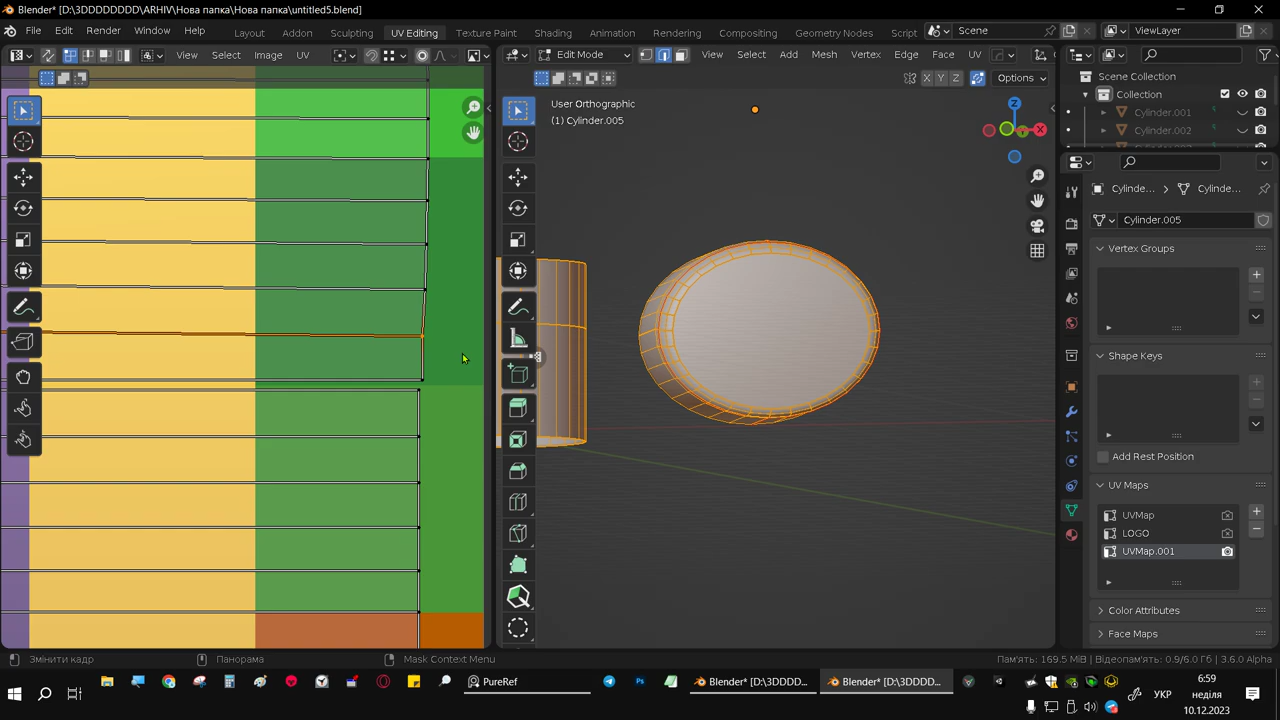 Blender* [D:\3DDDDDDDD\ARHIV\Нова папка\Нова папка\untitled5.blend]
File Edit Render Window Help Layout Adding Modeling Sculpting UV Editing Texture Paint Shading Animation Rendering Compositing Geometry Nodes Script Scene ViewLayer
View Select Image UV Edit Mode View Select Add Mesh Vertex Edge Face UV
X Y Z Options
User Orthographic
(1) Cylinder.005
Z
X
Scene Collection
Collection
Cylinder.001
Cylinder.002
Cylinde... Cylinde...
Cylinder.005
Vertex Groups
Shape Keys
Add Rest Position
UV Maps
UVMap
LOGO
UVMap.001
Color Attributes
Face Maps
Змінити кадр Панорама Mask Context Menu Пам'ять: 169.5 MiB | Відеопам'ять: 0.9/6.0 Гб | 3.6.0 Alpha
PureRef Blender* [D:\3DDDD... Blender* [D:\3DDDD...
УКР
6:59
неділя
10.12.2023